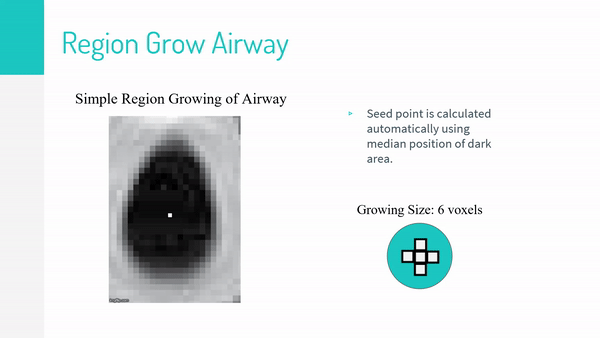 Region Grow Airway
Simple Region Growing of Airway
Seed point is calculated
automatically using
median position of dark
area.
Growing Size: 6 voxels